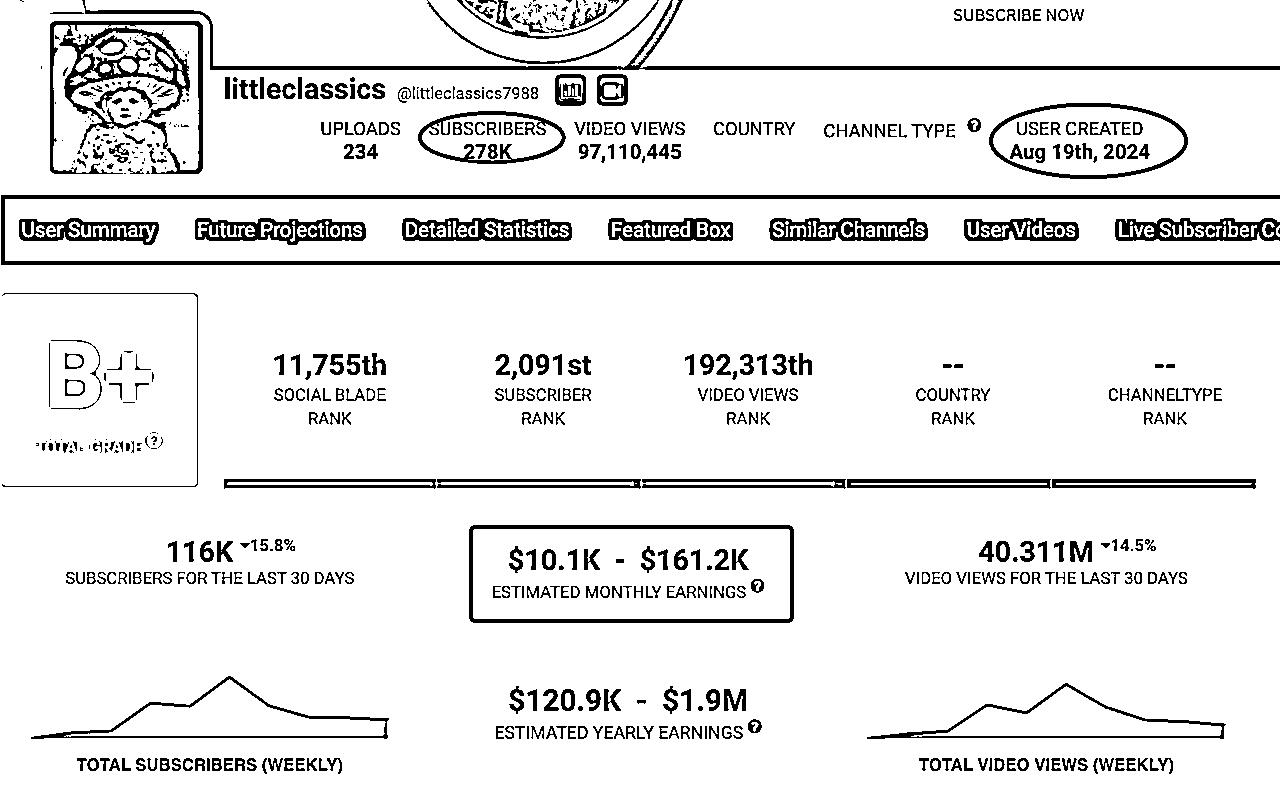 SUBSCRIBE NOW
littleclassics @littleclassics7988
UPLOADS SUBSCRIBERS VIDEO VIEWS COUNTRY CHANNEL TYPE ? USER CREATED
234 278K 97,110,445 Aug 19th, 2024
User Summary Future Projections Detailed Statistics Featured Box Similar Channels User Videos Live Subscriber Co
B+
TOTAL GRADE ?
11,755th 2,091st 192,313th -- --
SOCIAL BLADE SUBSCRIBER VIDEO VIEWS COUNTRY CHANNELTYPE
RANK RANK RANK RANK RANK
116K 15.8% $10.1K - $161.2K 40.311M 14.5%
SUBSCRIBERS FOR THE LAST 30 DAYS ESTIMATED MONTHLY EARNINGS ? VIDEO VIEWS FOR THE LAST 30 DAYS
$120.9K - $1.9M
ESTIMATED YEARLY EARNINGS ?
TOTAL SUBSCRIBERS (WEEKLY) TOTAL VIDEO VIEWS (WEEKLY)